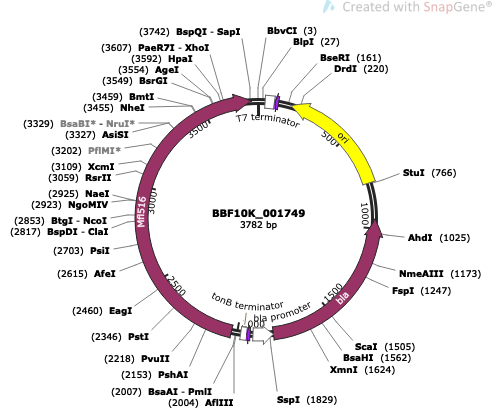 Created with SnapGene®
(3742) BspQI - SapI
BbvCI (3)
(3607) PaeR7I - XhoI
BlpI (27)
(3592) HpaI
BseRI (161)
(3554) AgeI
DrdI (220)
(3549) BsrGI
(3459) BmtI
(3455) NheI
T7 terminator
(3329) BsaBI* - NruI*
3500
500
ori
(3327) AsiSI
(3202) PflMI*
(3109) XcmI
StuI (766)
(3059) RsrII
(2925) NaeI
3000
(2923) NgoMIV
Mfl516
BBF10K_001749
1000
(2853) BtgI - NcoI
3782 bp
(2817) BspDI - ClaI
AhdI (1025)
(2703) PsiI
(2615) AfeI
NmeAIII (1173)
2500
FspI (1247)
(2460) EagI
1500
bla
tonB terminator
bla promoter
(2346) PstI
ScaI (1505)
(2218) PvuII
BsaHI (1562)
(2153) PshAI
XmnI (1624)
(2007) BsaAI - PmlI
SspI (1829)
(2004) AflIII